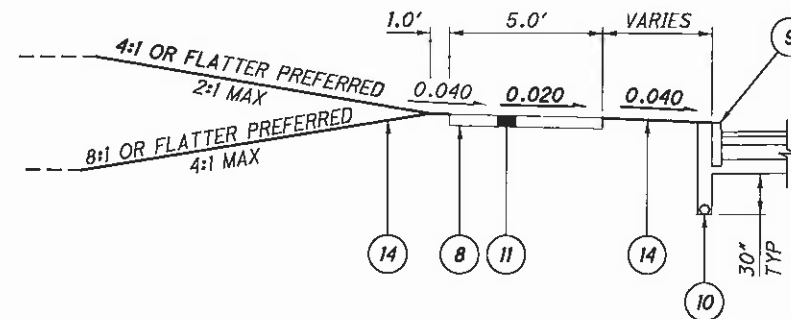 1.0' 5.0' VARIES
9
4:1 OR FLATTER PREFERRED
2:1 MAX
0.040 0.020 0.040
8:1 OR FLATTER PREFERRED
4:1 MAX
14 8 11 14
10
30" TYP